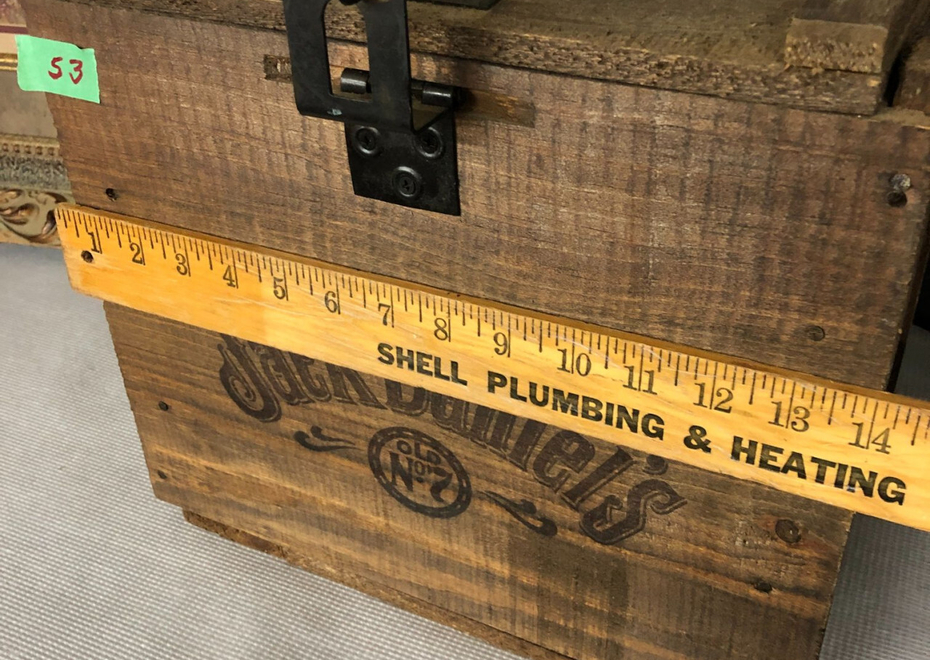 53
1 2 3 4 5 6 7 8 9 10 11 12 13 14
SHELL PLUMBING & HEATING
Jack Daniel's
OLD
No. 7